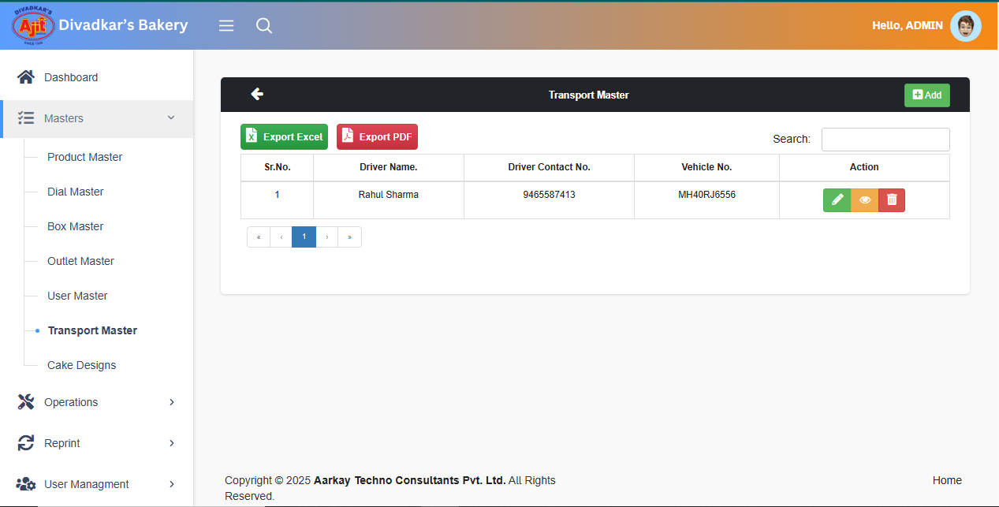 DIVADKAR'S
Ajit
SINCE 1930
Divadkar's Bakery
Hello, ADMIN
Dashboard
Masters
Product Master
Dial Master
Box Master
Outlet Master
User Master
Transport Master
Cake Designs
Operations
Reprint
User Managment
Transport Master
Add
Export Excel
Export PDF
Search:
Sr.No. Driver Name. Driver Contact No. Vehicle No. Action
1 Rahul Sharma 9465587413 MH40RJ6556
« ‹ 1 › »
Copyright © 2025 Aarkay Techno Consultants Pvt. Ltd. All Rights
Reserved.
Home